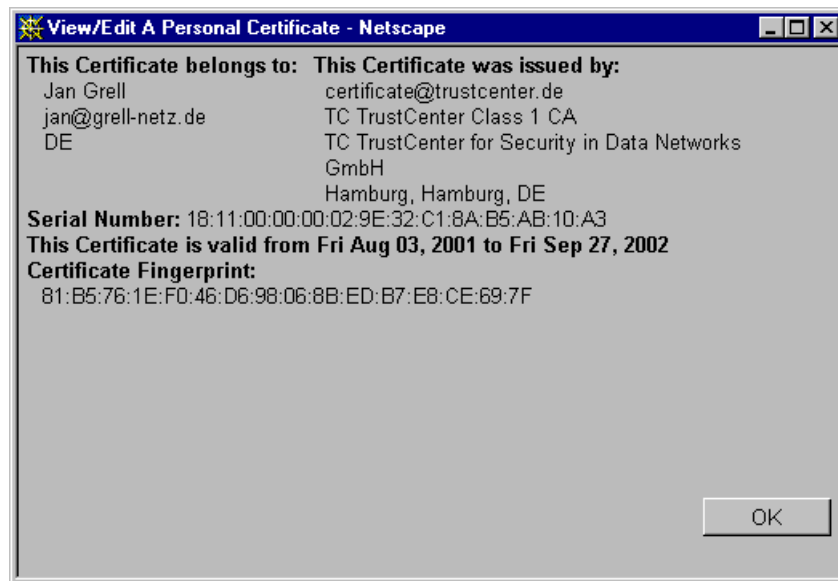 View/Edit A Personal Certificate - Netscape
This Certificate belongs to: This Certificate was issued by:
Jan Grell certificate@trustcenter.de
jan@grell-netz.de TC TrustCenter Class 1 CA
DE TC TrustCenter for Security in Data Networks
GmbH
Hamburg, Hamburg, DE
Serial Number: 18:11:00:00:00:02:9E:32:C1:8A:B5:AB:10:A3
This Certificate is valid from Fri Aug 03, 2001 to Fri Sep 27, 2002
Certificate Fingerprint:
81:B5:76:1E:F0:46:D6:98:06:8B:ED:B7:E8:CE:69:7F
OK